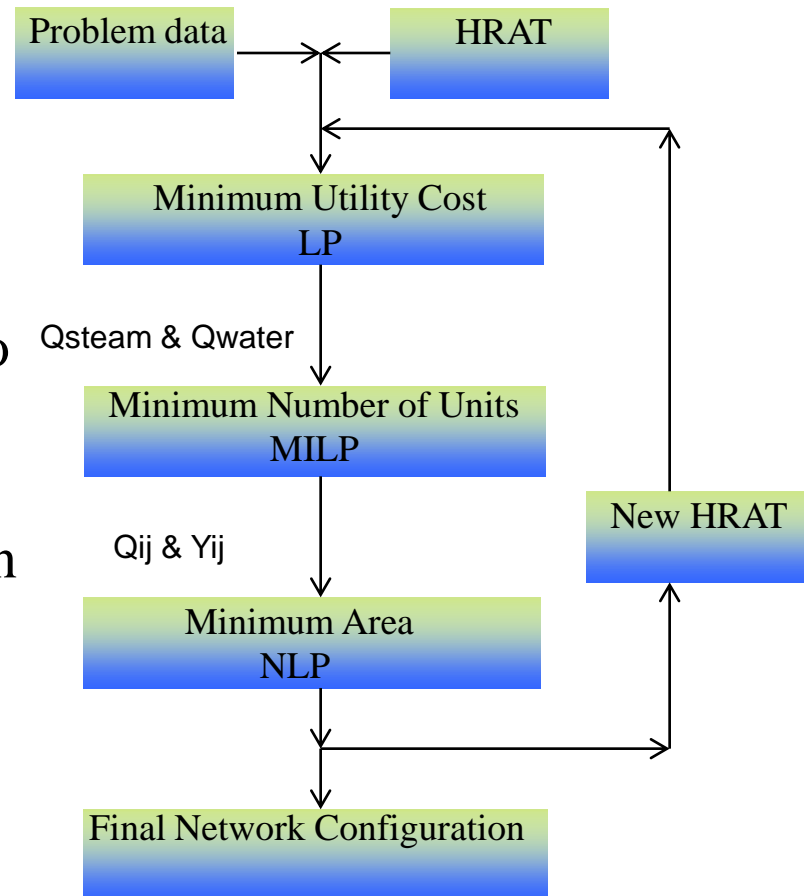 Problem data
HRAT
Minimum Utility Cost
LP
o
Qsteam & Qwater
Minimum Number of Units
MILP
New HRAT
Qij & Yij
Minimum Area
NLP
Final Network Configuration